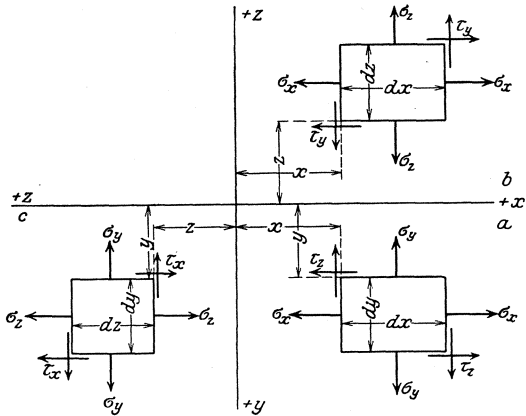 +z
σz
τy
σx dz dx σx
τy
σz
z
x
b
+z +x
c a
σy z x σy
y τx y τz
σz dy dz σz σx dy dx σx
τx τz
σy σy
+y